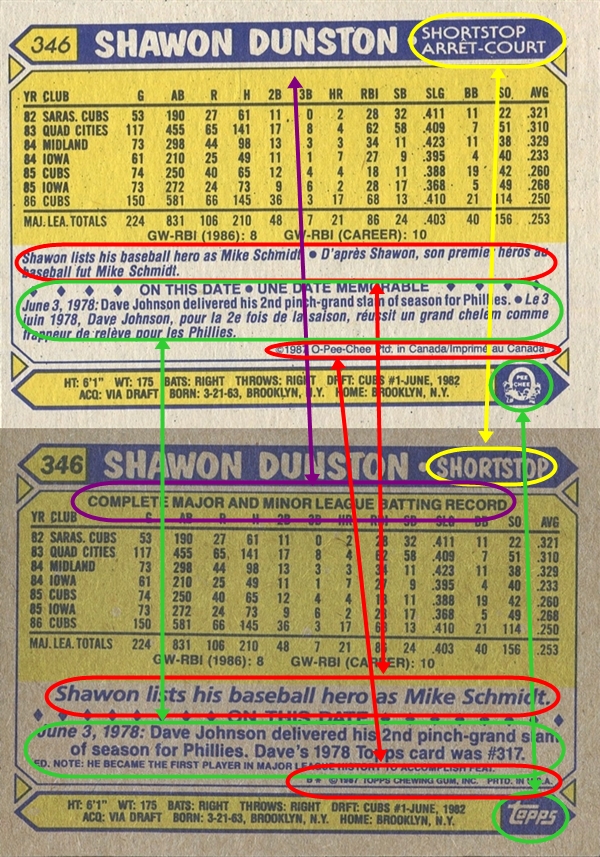 346 SHAWON DUNSTON • SHORTSTOP
ARRÊT-COURT
YR CLUB G AB R H 2B 3B HR RBI SB SLG BB SO AVG
82 SARAS. CUBS 53 190 27 61 11 0 2 28 32 .411 11 22 .321
83 QUAD CITIES 117 455 65 141 17 8 4 62 58 .409 7 51 .310
84 MIDLAND 73 298 44 98 13 3 3 34 11 .423 11 38 .329
84 IOWA 61 210 25 49 11 1 7 27 9 .395 4 40 .233
85 CUBS 74 250 40 65 12 4 4 18 11 .388 19 42 .260
85 IOWA 73 272 24 73 9 6 2 28 17 .368 5 49 .268
86 CUBS 150 581 66 145 36 3 17 68 13 .410 21 114 .250
MAJ. LEA. TOTALS 224 831 106 210 48 7 21 86 24 .403 40 156 .253
GW-RBI (1986): 8 GW-RBI (CAREER): 10
Shawon lists his baseball hero as Mike Schmidt. • D'après Shawon, son premier héros au
baseball fut Mike Schmidt.
ON THIS DATE • UNE DATE MEMORABLE
June 3, 1978: Dave Johnson delivered his 2nd pinch-grand slam of season for Phillies. • Le 3
juin 1978, Dave Johnson, pour la 2e fois de la saison, réussit un grand chelem comme
frappeur de relève pour les Phillies.
©1987 O-Pee-Chee Ptd. in Canada/Imprimé au Canada
HT: 6'1" WT: 175 BATS: RIGHT THROWS: RIGHT DRFT: CUBS #1-JUNE, 1982
ACQ: VIA DRAFT BORN: 3-21-63, BROOKLYN, N.Y. HOME: BROOKLYN, N.Y.
O PEE CHEE
346 SHAWON DUNSTON • SHORTSTOP
COMPLETE MAJOR AND MINOR LEAGUE BATTING RECORD
YR CLUB G AB R H 2B 3B HR RBI SB SLG BB SO AVG
82 SARAS. CUBS 53 190 27 61 11 0 2 28 32 .411 11 22 .321
83 QUAD CITIES 117 455 65 141 17 8 4 62 58 .409 7 51 .310
84 MIDLAND 73 298 44 98 13 3 3 34 11 .423 11 38 .329
84 IOWA 61 210 25 49 11 1 7 27 9 .395 4 40 .233
85 CUBS 74 250 40 65 12 4 4 18 11 .388 19 42 .260
85 IOWA 73 272 24 73 9 6 2 28 17 .368 5 49 .268
86 CUBS 150 581 66 145 36 3 17 68 13 .410 21 114 .250
MAJ. LEA. TOTALS 224 831 106 210 48 7 21 86 24 .403 40 156 .253
GW-RBI (1986): 8 GW-RBI (CAREER): 10
Shawon lists his baseball hero as Mike Schmidt.
ON THIS DATE
June 3, 1978: Dave Johnson delivered his 2nd pinch-grand slam
of season for Phillies. Dave's 1978 Topps card was #317.
ED. NOTE: HE BECAME THE FIRST PLAYER IN MAJOR LEAGUE HISTORY TO ACCOMPLISH FEAT.
B* ©1987 TOPPS CHEWING GUM, INC. PRTD. IN U.S.A.
HT: 6'1" WT: 175 BATS: RIGHT THROWS: RIGHT DRFT: CUBS #1-JUNE, 1982
ACQ: VIA DRAFT BORN: 3-21-63, BROOKLYN, N.Y. HOME: BROOKLYN, N.Y.
topps